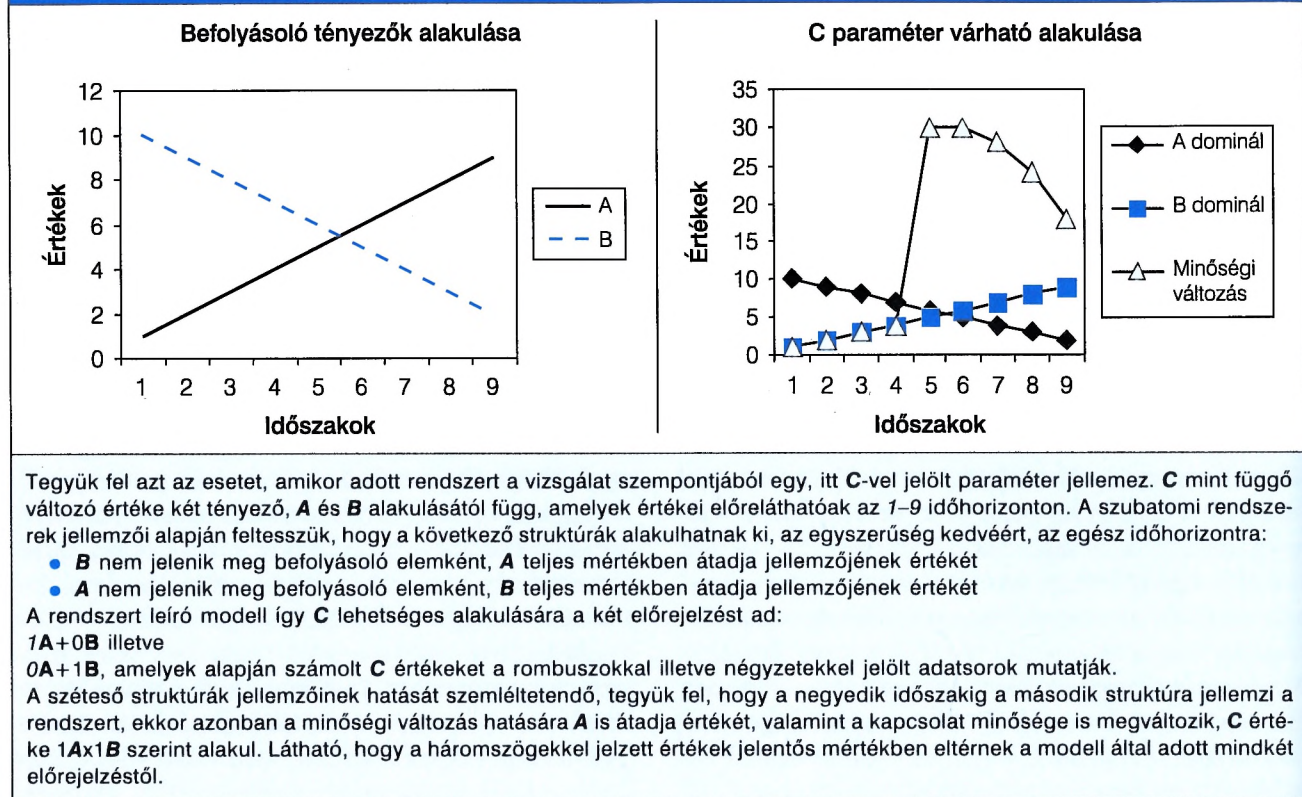 Befolyásoló tényezők alakulása
12
10
8
6
4
2
0
Értékek
1 2 3 4 5 6 7 8 9
Időszakok
A
B
C paraméter várható alakulása
35
30
25
20
15
10
5
0
Értékek
1 2 3 4 5 6 7 8 9
Időszakok
A dominál
B dominál
Minőségi
változás
Tegyük fel azt az esetet, amikor adott rendszert a vizsgálat szempontjából egy, itt C-vel jelölt paraméter jellemez. C mint függő
változó értéke két tényező, A és B alakulásától függ, amelyek értékei előreláthatóak az 1–9 időhorizonton. A szubatomi rendsze-
rek jellemzői alapján feltesszük, hogy a következő struktúrák alakulhatnak ki, az egyszerűség kedvéért, az egész időhorizontra:
• B nem jelenik meg befolyásoló elemként, A teljes mértékben átadja jellemzőjének értékét
• A nem jelenik meg befolyásoló elemként, B teljes mértékben átadja jellemzőjének értékét
A rendszert leíró modell így C lehetséges alakulására a két előrejelzést ad:
1A+0B illetve
0A+1B, amelyek alapján számolt C értékeket a rombuszokkal illetve négyzetekkel jelölt adatsorok mutatják.
A széteső struktúrák jellemzőinek hatását szemléltetendő, tegyük fel, hogy a negyedik időszakig a második struktúra jellemzi a
rendszert, ekkor azonban a minőségi változás hatására A is átadja értékét, valamint a kapcsolat minősége is megváltozik, C érté-
ke 1Ax1B szerint alakul. Látható, hogy a háromszögekkel jelzett értékek jelentős mértékben eltérnek a modell által adott mindkét
előrejelzéstől.